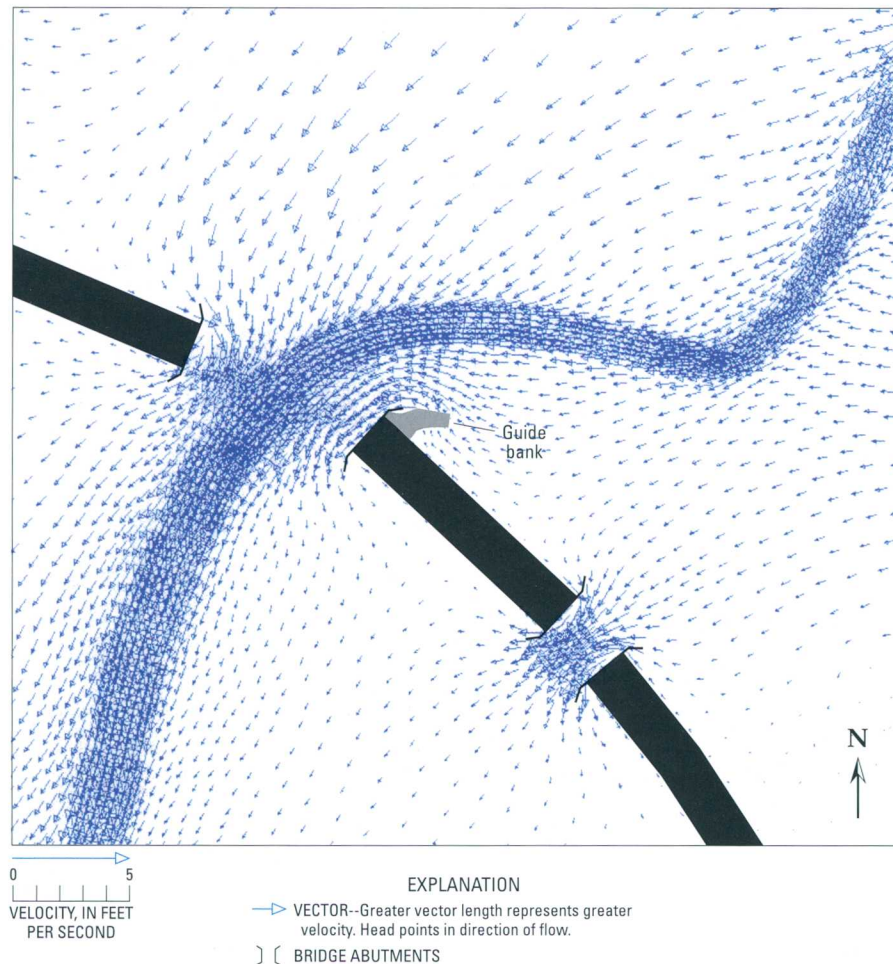 Guide
bank
N
0 5
VELOCITY, IN FEET
PER SECOND
EXPLANATION
VECTOR--Greater vector length represents greater
velocity. Head points in direction of flow.
BRIDGE ABUTMENTS